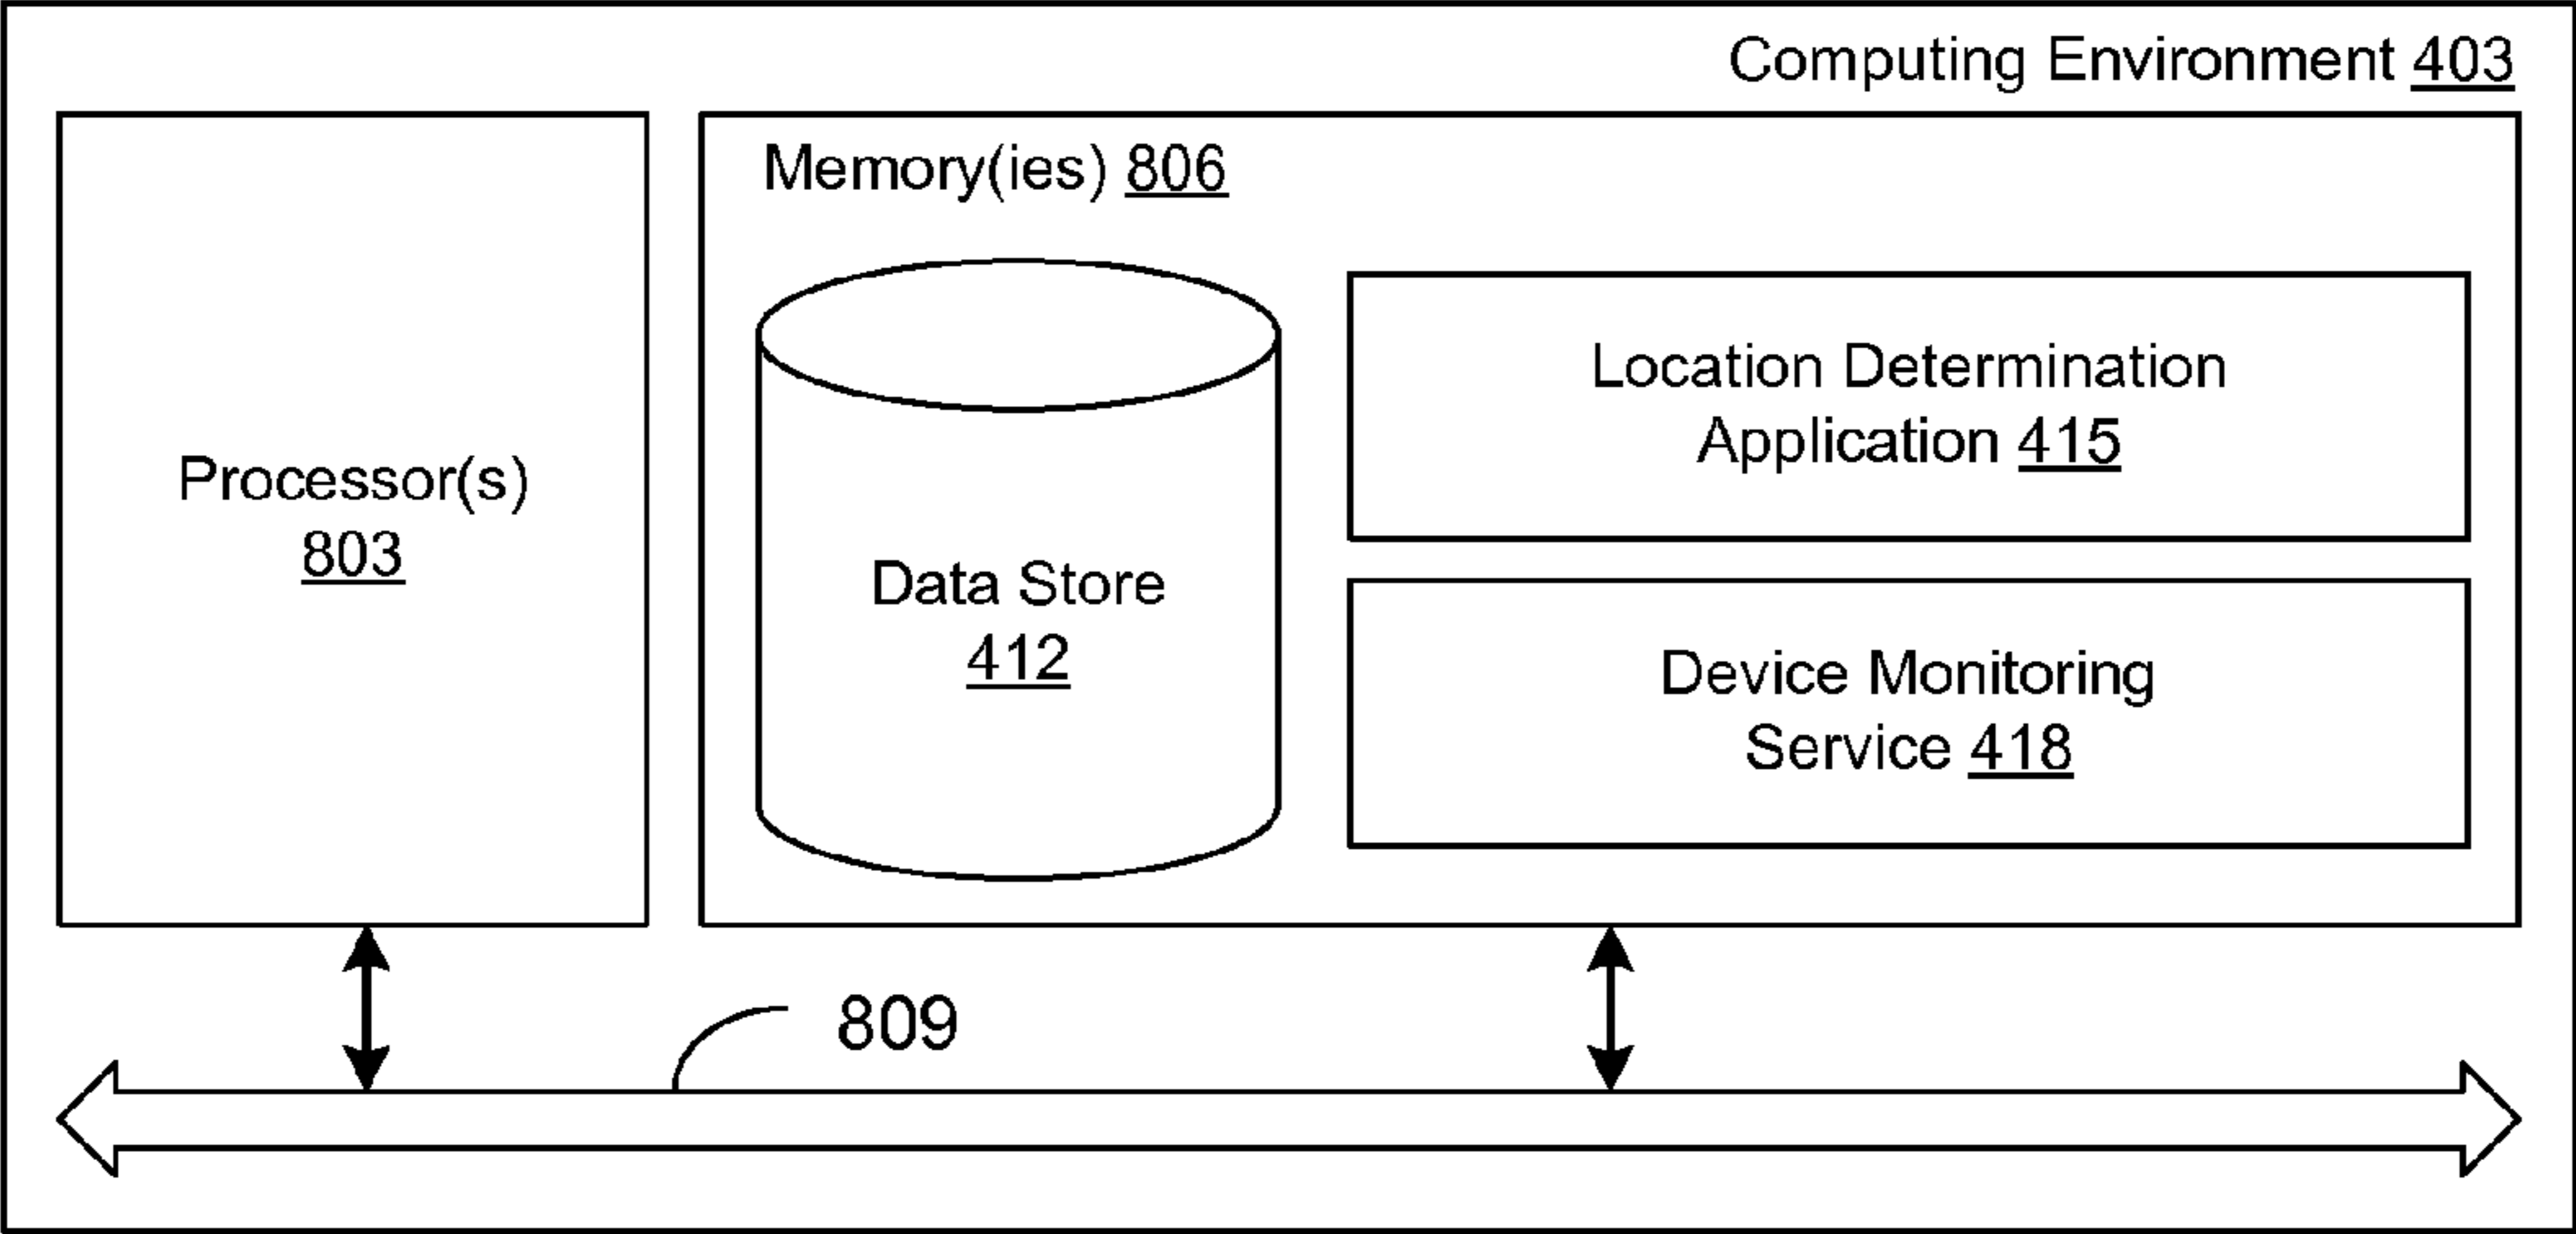 Computing Environment 403
Memory(ies) 806
Processor(s)
803
Data Store
412
Location Determination
Application 415
Device Monitoring
Service 418
809